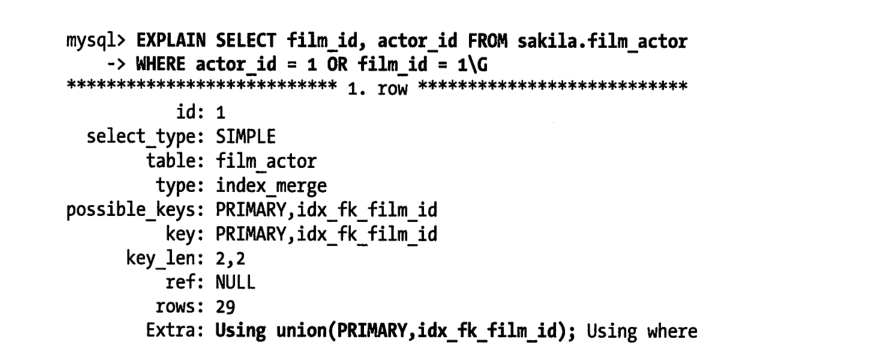 mysql> EXPLAIN SELECT film_id, actor_id FROM sakila.film_actor
-> WHERE actor_id = 1 OR film_id = 1\G
*************************** 1. row ***************************
id: 1
select_type: SIMPLE
table: film_actor
type: index_merge
possible_keys: PRIMARY,idx_fk_film_id
key: PRIMARY,idx_fk_film_id
key_len: 2,2
ref: NULL
rows: 29
Extra: Using union(PRIMARY,idx_fk_film_id); Using where